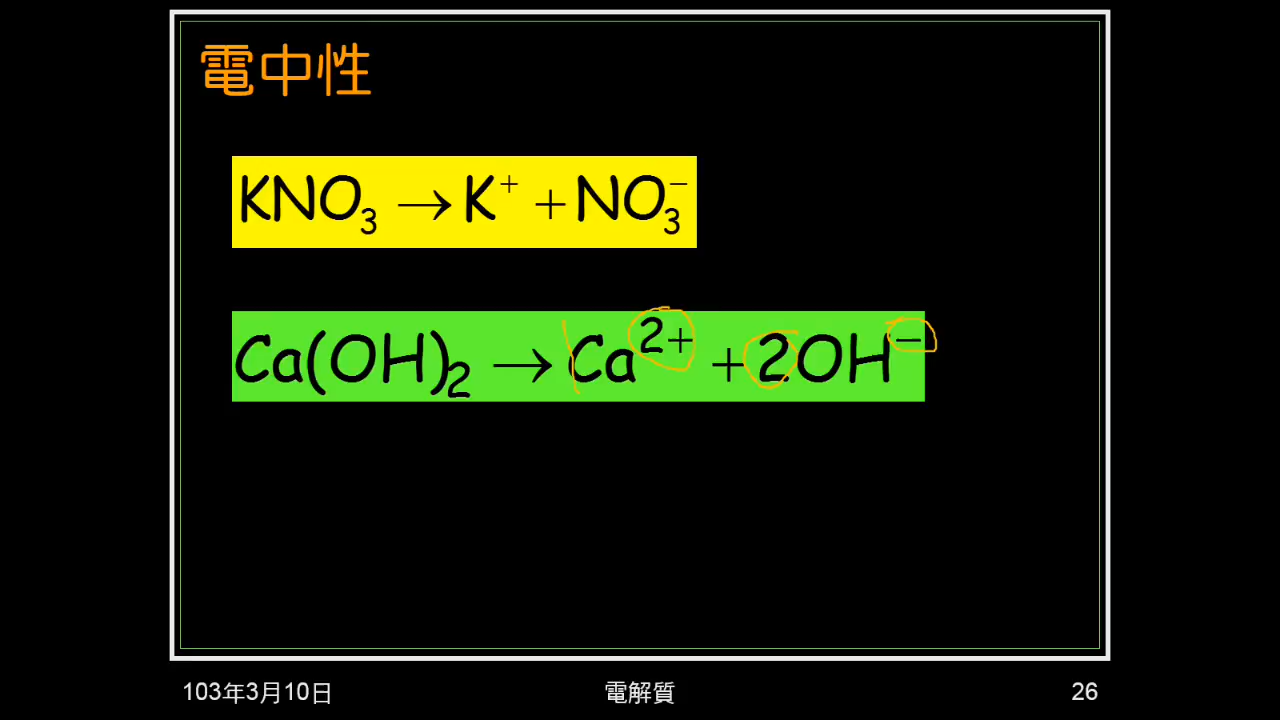 電中性
KNO₃ → K⁺ + NO₃⁻
Ca(OH)₂ → Ca²⁺ + 2OH⁻
103年3月10日 電解質 26